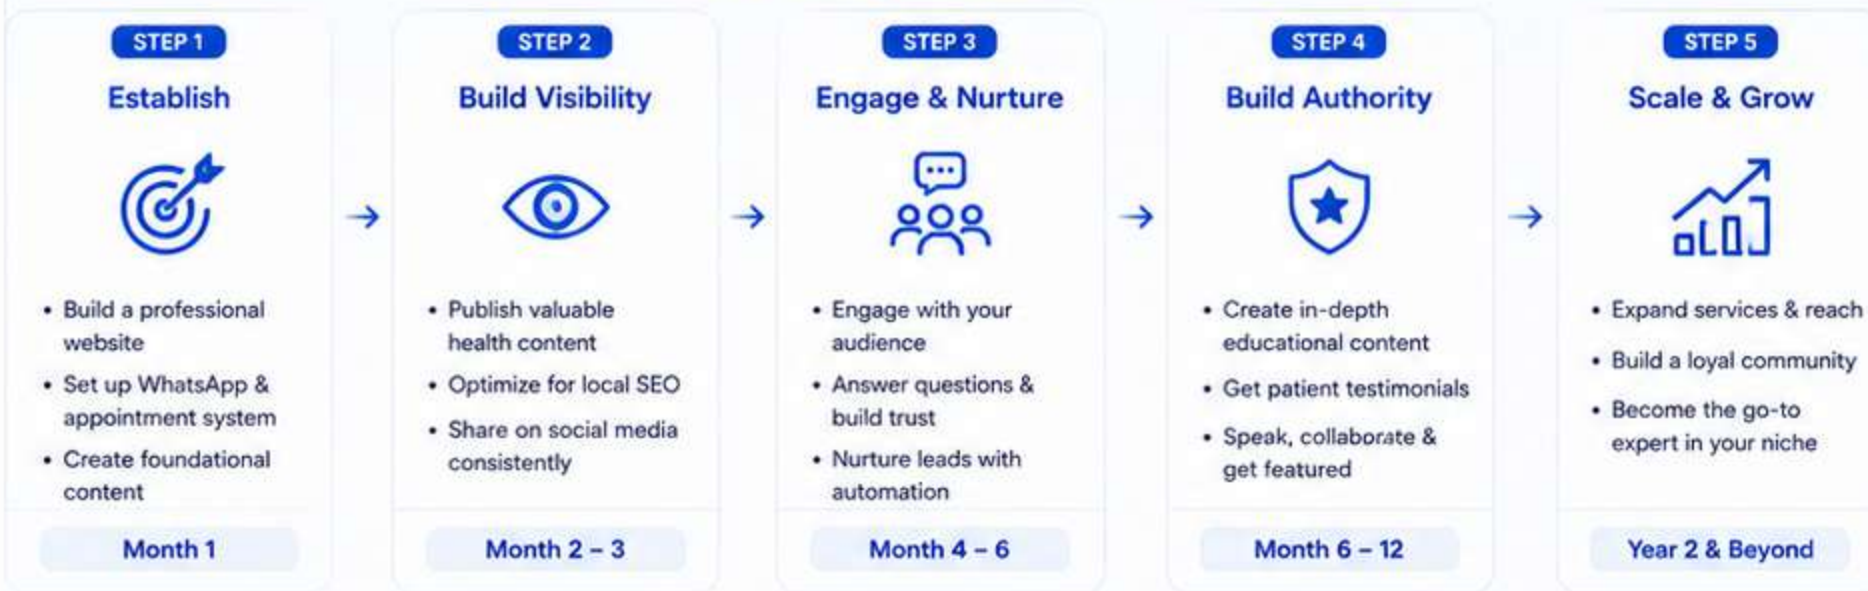 STEP 1
Establish
• Build a professional
website
• Set up WhatsApp &
appointment system
• Create foundational
content
Month 1
STEP 2
Build Visibility
• Publish valuable
health content
• Optimize for local SEO
• Share on social media
consistently
Month 2 – 3
STEP 3
Engage & Nurture
• Engage with your
audience
• Answer questions &
build trust
• Nurture leads with
automation
Month 4 – 6
STEP 4
Build Authority
• Create in-depth
educational content
• Get patient testimonials
• Speak, collaborate &
get featured
Month 6 – 12
STEP 5
Scale & Grow
• Expand services & reach
• Build a loyal community
• Become the go-to
expert in your niche
Year 2 & Beyond